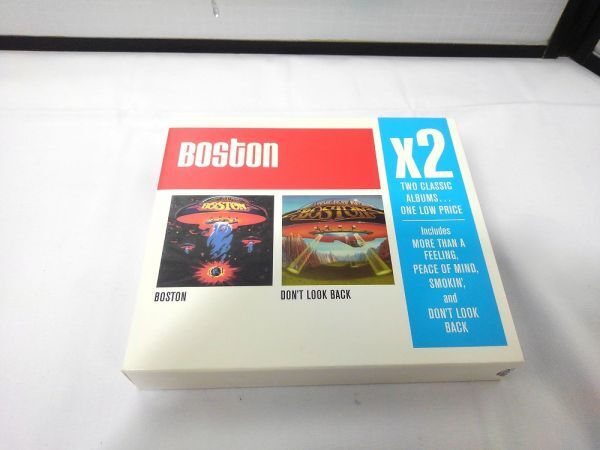 BOSTON
X2
TWO CLASSIC
ALBUMS...
ONE LOW PRICE
Includes
MORE THAN A
FEELING,
PEACE OF MIND,
SMOKIN',
and
DON'T LOOK
BACK
BOSTON
BOSTON
BOSTON
DON'T LOOK BACK